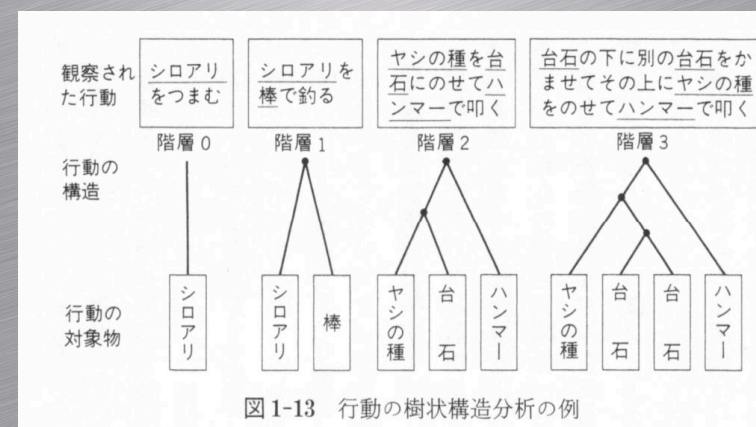 観察され
た行動
シロアリ
をつまむ
シロアリを
棒で釣る
ヤシの種を台
石にのせてハ
ンマーで叩く
台石の下に別の台石をか
ませてその上にヤシの種
をのせてハンマーで叩く
階層0
階層1
階層2
階層3
行動の
構造
行動の
対象物
シロアリ
シロアリ
棒
ヤシの種
台石
ハンマー
ヤシの種
台石
台石
ハンマー
図1-13 行動の樹状構造分析の例